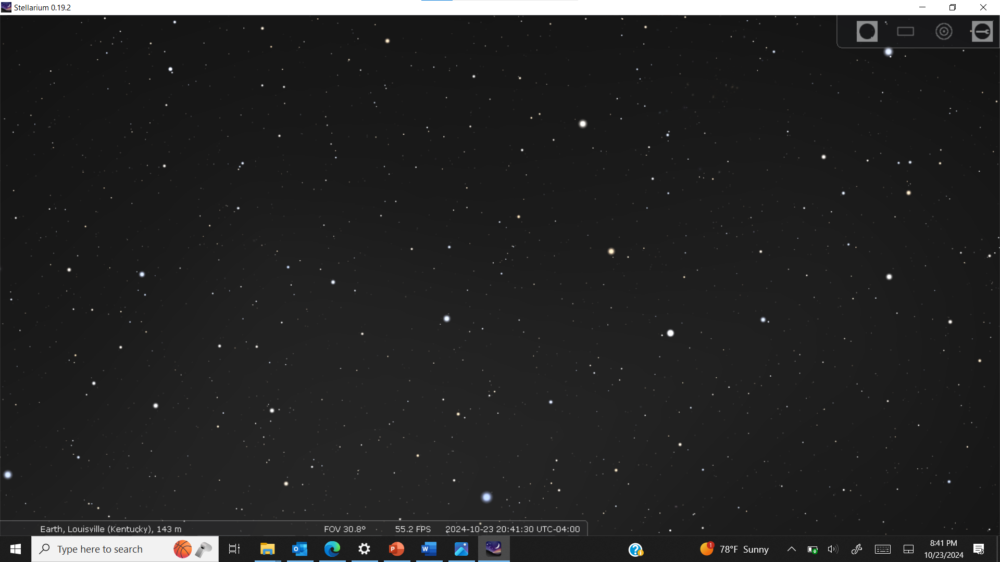 Stellarium 0.19.2
Earth, Louisville (Kentucky), 143 m FOV 30.8° 55.2 FPS 2024-10-23 20:41:30 UTC-04:00
Type here to search
O
P
W
1
78°F Sunny
8:41 PM
10/23/2024